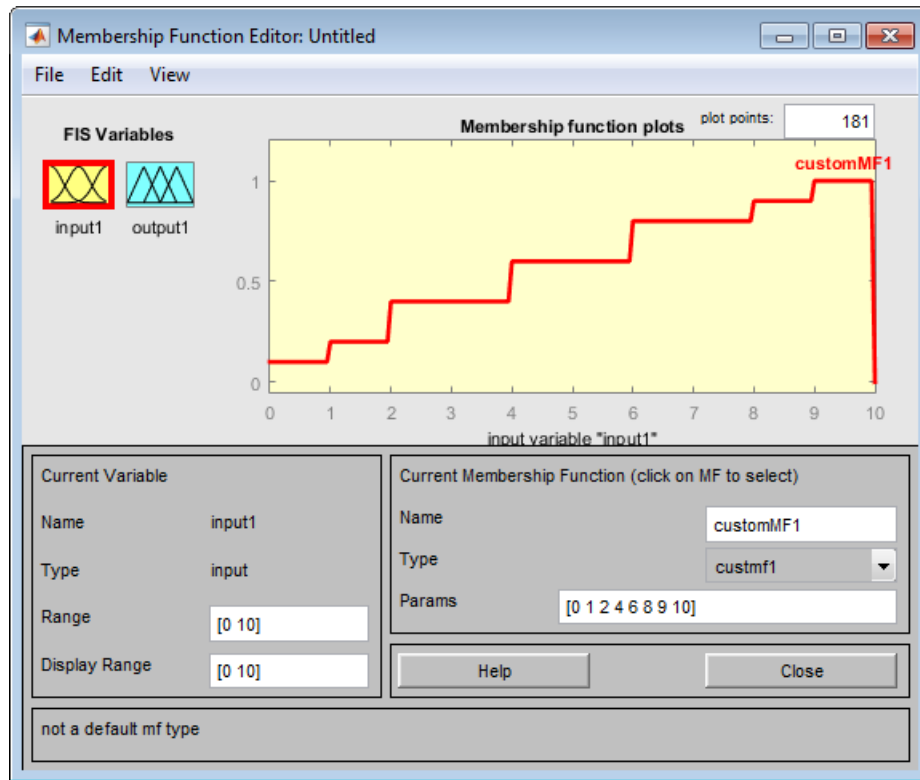 Membership Function Editor: Untitled
File Edit View
FIS Variables
Membership function plots
plot points:
181
input1
output1
customMF1
1
0.5
0
0 1 2 3 4 5 6 7 8 9 10
input variable "input1"
Current Variable
Name
input1
Type
input
Range
[0 10]
Display Range
[0 10]
Current Membership Function (click on MF to select)
Name
customMF1
Type
custmf1
Params
[0 1 2 4 6 8 9 10]
Help
Close
not a default mf type